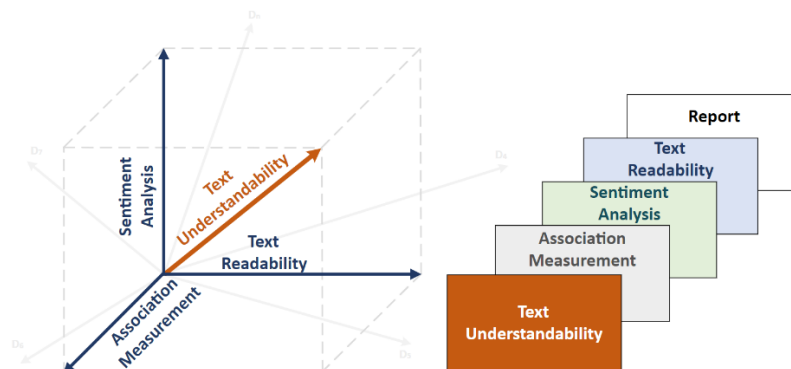 Sentiment
Analysis
Text
Understandability
Text
Readability
Association
Measurement
Report
Text
Readability
Sentiment
Analysis
Association
Measurement
Text
Understandability